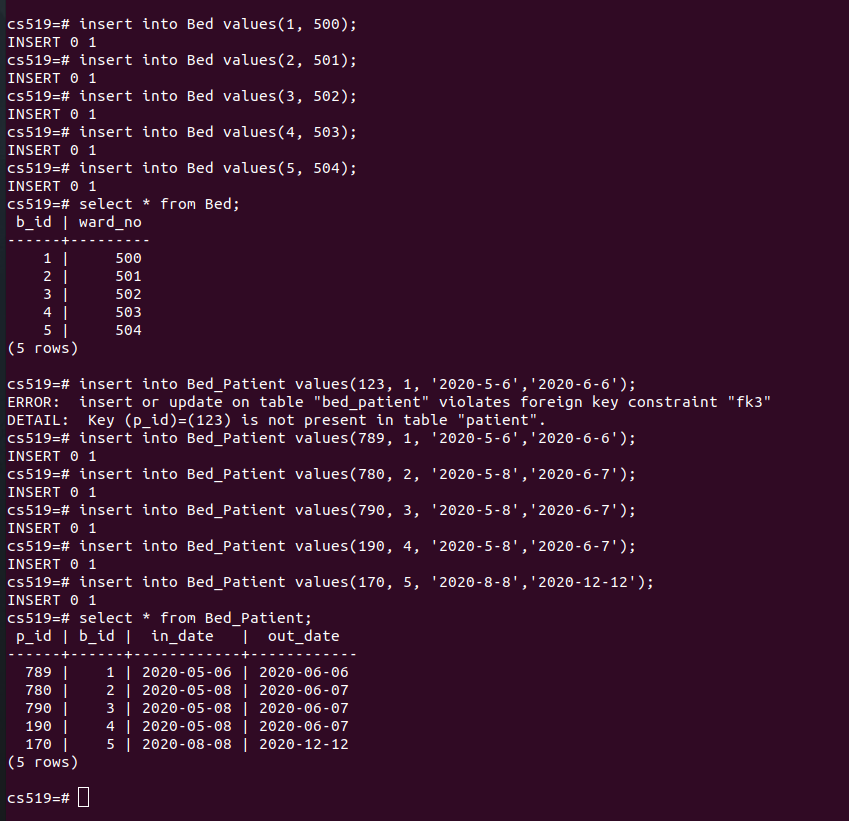 cs519=# insert into Bed values(1, 500);
INSERT 0 1
cs519=# insert into Bed values(2, 501);
INSERT 0 1
cs519=# insert into Bed values(3, 502);
INSERT 0 1
cs519=# insert into Bed values(4, 503);
INSERT 0 1
cs519=# insert into Bed values(5, 504);
INSERT 0 1
cs519=# select * from Bed;
 b_id | ward_no
------+---------
    1 |     500
    2 |     501
    3 |     502
    4 |     503
    5 |     504
(5 rows)

cs519=# insert into Bed_Patient values(123, 1, '2020-5-6','2020-6-6');
ERROR:  insert or update on table "bed_patient" violates foreign key constraint "fk3"
DETAIL:  Key (p_id)=(123) is not present in table "patient".
cs519=# insert into Bed_Patient values(789, 1, '2020-5-6','2020-6-6');
INSERT 0 1
cs519=# insert into Bed_Patient values(780, 2, '2020-5-8','2020-6-7');
INSERT 0 1
cs519=# insert into Bed_Patient values(790, 3, '2020-5-8','2020-6-7');
INSERT 0 1
cs519=# insert into Bed_Patient values(190, 4, '2020-5-8','2020-6-7');
INSERT 0 1
cs519=# insert into Bed_Patient values(170, 5, '2020-8-8','2020-12-12');
INSERT 0 1
cs519=# select * from Bed_Patient;
 p_id | b_id |  in_date   |  out_date
------+------+------------+------------
  789 |    1 | 2020-05-06 | 2020-06-06
  780 |    2 | 2020-05-08 | 2020-06-07
  790 |    3 | 2020-05-08 | 2020-06-07
  190 |    4 | 2020-05-08 | 2020-06-07
  170 |    5 | 2020-08-08 | 2020-12-12
(5 rows)

cs519=#